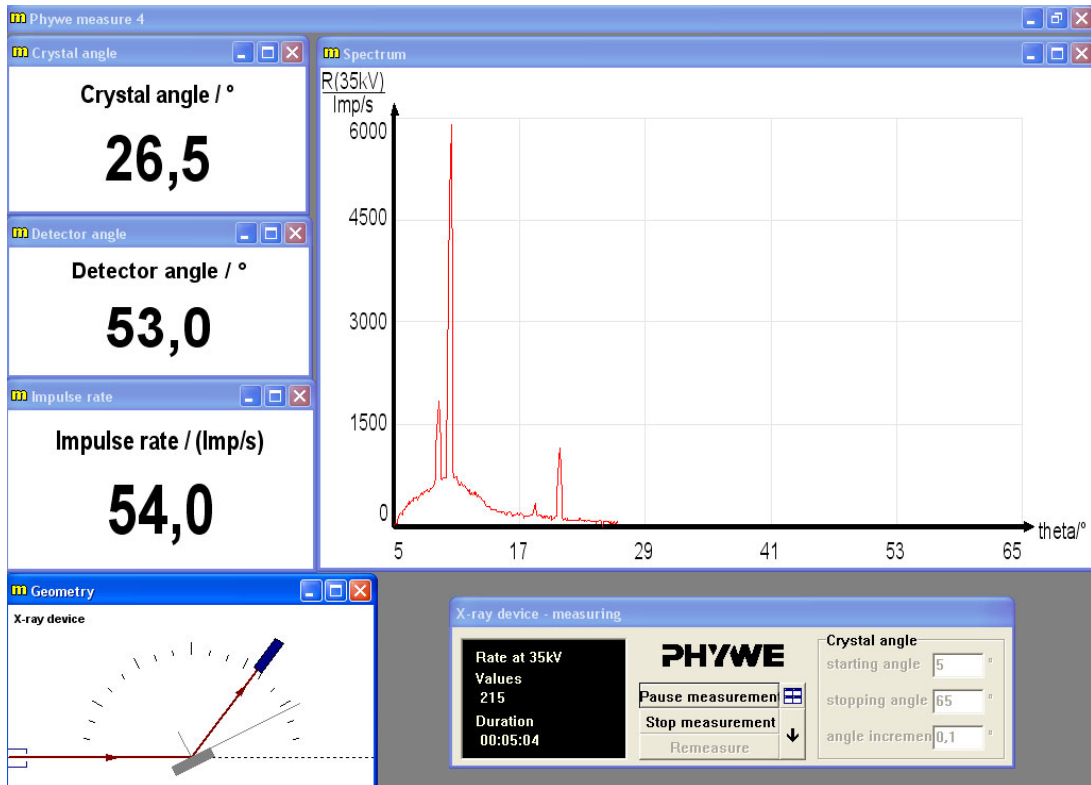 Phywe measure 4
Crystal angle
Crystal angle / °
26,5
Detector angle
Detector angle / °
53,0
Impulse rate
Impulse rate / (Imp/s)
54,0
Spectrum
R(35kV)
Imp/s
6000
4500
3000
1500
0
5 17 29 41 53 65
theta/°
Geometry
X-ray device
X-ray device - measuring
Rate at 35kV
Values
215
Duration
00:05:04
PHYWE
Pause measuremen
Stop measurement
Remeasure
Crystal angle
starting angle 5 °
stopping angle 65 °
angle incremen 0,1 °